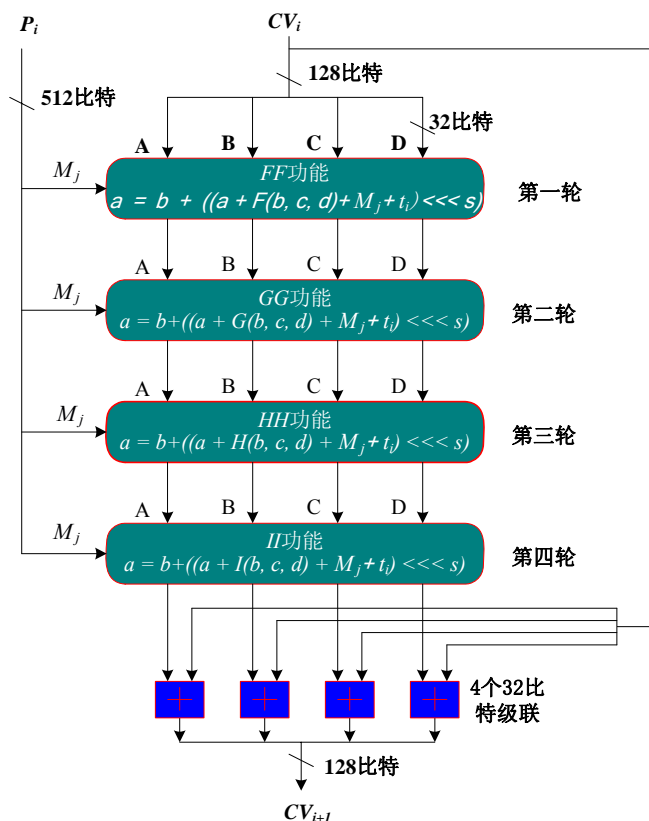 P_i
CV_i
128比特
512比特
32比特
A B C D
M_j
FF功能
a = b + ((a + F(b, c, d)+ M_j + t_i) <<< s)
第一轮
A B C D
M_j
GG功能
a = b+((a + G(b, c, d) + M_j + t_i) <<< s)
第二轮
A B C D
M_j
HH功能
a = b+((a + H(b, c, d) + M_j + t_i) <<< s)
第三轮
A B C D
M_j
II功能
a = b+((a + I(b, c, d) + M_j + t_i) <<< s)
第四轮
+ + + +
4个32比
特级联
128比特
CV_{i+1}